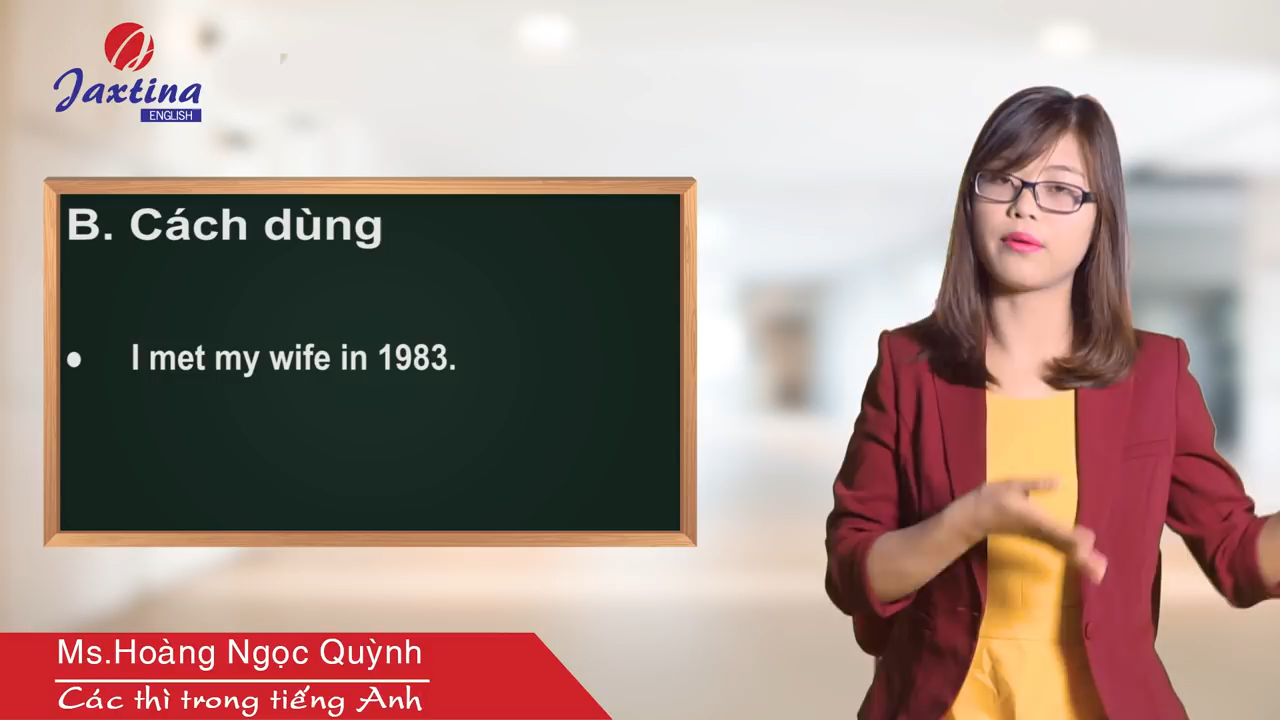 Jaxtina
ENGLISH
B. Cách dùng
● I met my wife in 1983.
Ms.Hoàng Ngọc Quỳnh
Các thì trong tiếng Anh